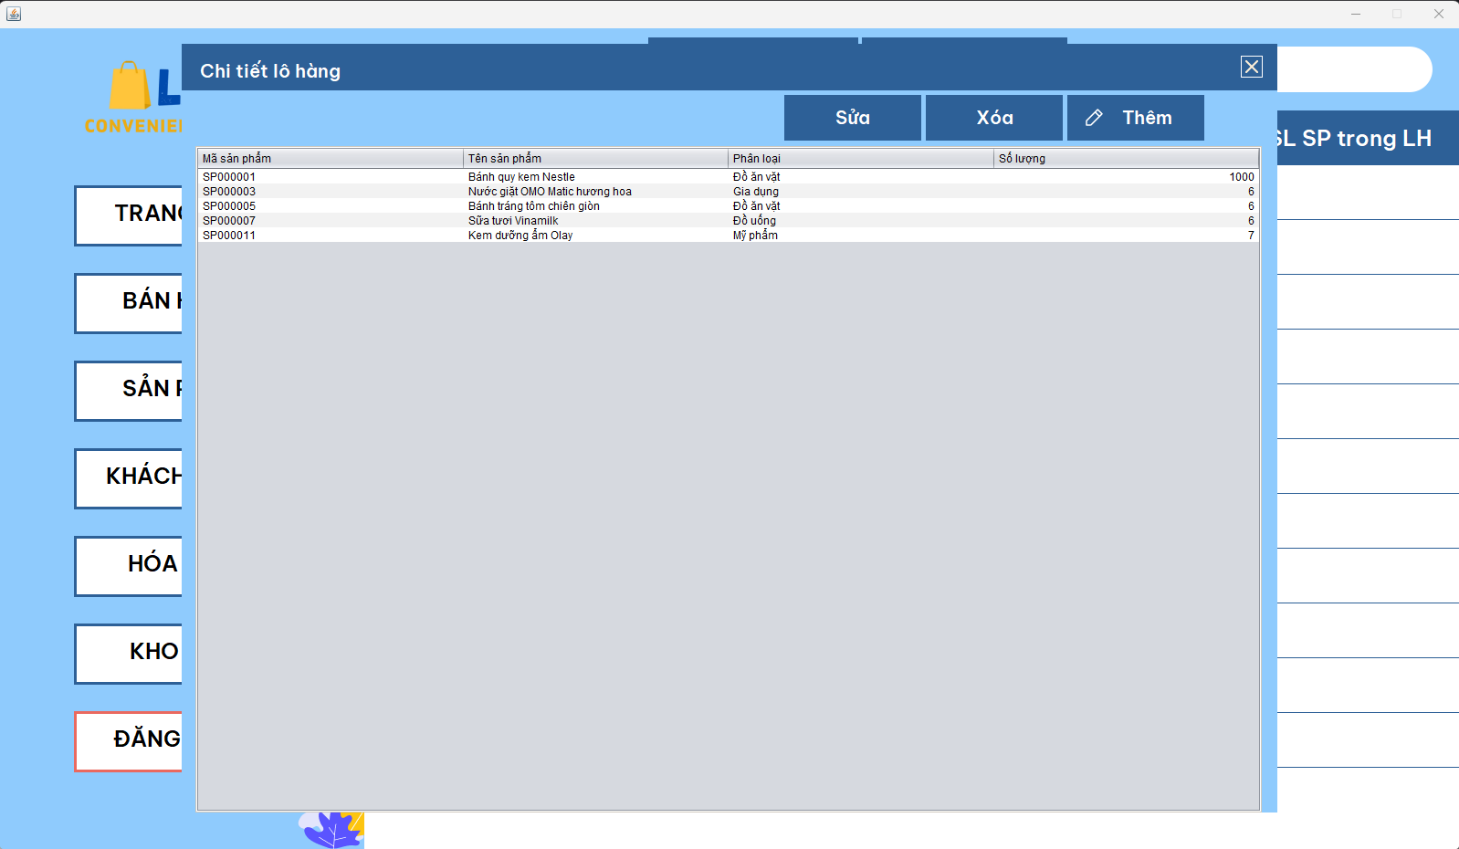 L
CONVENIE
Chi tiết lô hàng
Sửa Xóa Thêm
SL SP trong LH
Mã sản phẩm Tên sản phẩm Phân loại Số lượng
SP000001 Bánh quy kem Nestle Đồ ăn vặt 1000
SP000003 Nước giặt OMO Matic hương hoa Gia dụng 6
SP000005 Bánh tráng tôm chiên giòn Đồ ăn vặt 6
SP000007 Sữa tươi Vinamilk Đồ uống 6
SP000011 Kem dưỡng ẩm Olay Mỹ phẩm 7
TRANG
BÁN H
SẢN P
KHÁCH
HÓA
KHO
ĐĂNG